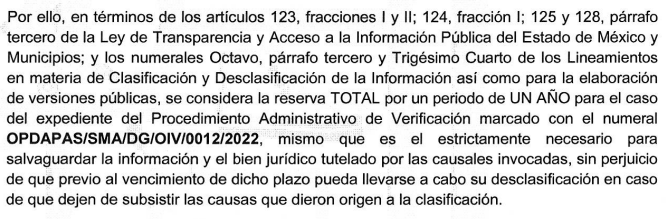 Por ello, en términos de los artículos 123, fracciones I y II; 124, fracción I; 125 y 128, párrafo
tercero de la Ley de Transparencia y Acceso a la Información Pública del Estado de México y
Municipios; y los numerales Octavo, párrafo tercero y Trigésimo Cuarto de los Lineamientos
en materia de Clasificación y Desclasificación de la Información así como para la elaboración
de versiones públicas, se considera la reserva TOTAL por un periodo de UN AÑO para el caso
del expediente del Procedimiento Administrativo de Verificación marcado con el numeral
OPDAPAS/SMA/DG/OIV/0012/2022, mismo que es el estrictamente necesario para
salvaguardar la información y el bien jurídico tutelado por las causales invocadas, sin perjuicio
de que previo al vencimiento de dicho plazo pueda llevarse a cabo su desclasificación en caso
de que dejen de subsistir las causas que dieron origen a la clasificación.